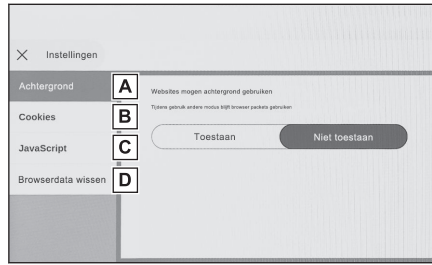 Instellingen
Achtergrond A
Websites mogen achtergrond gebruiken
Tijdens gebruik andere modus blijft browser packets gebruiken
Cookies B
Toestaan Niet toestaan
JavaScript C
Browserdata wissen D